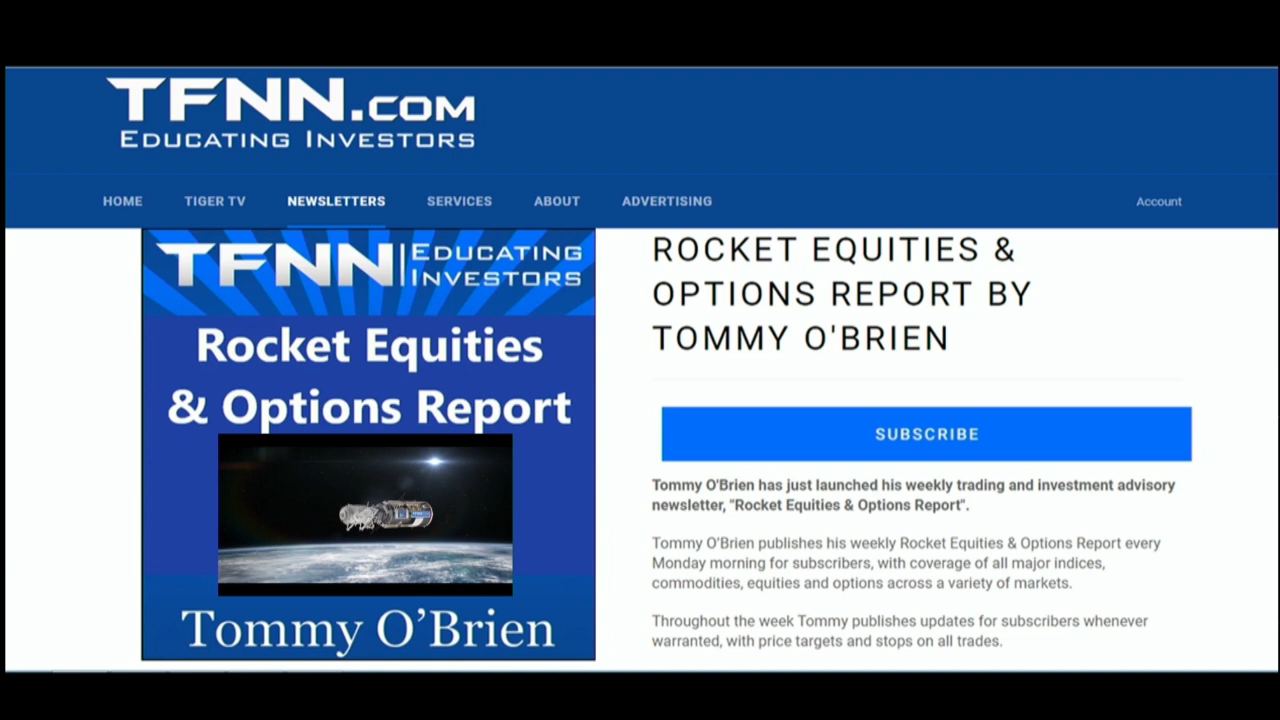 TFNN.COM
EDUCATING INVESTORS
HOME TIGER TV NEWSLETTERS SERVICES ABOUT ADVERTISING Account
TFNN EDUCATING
INVESTORS
Rocket Equities
& Options Report
Tommy O’Brien
ROCKET EQUITIES &
OPTIONS REPORT BY
TOMMY O'BRIEN
SUBSCRIBE
Tommy O'Brien has just launched his weekly trading and investment advisory
newsletter, "Rocket Equities & Options Report".
Tommy O’Brien publishes his weekly Rocket Equities & Options Report every
Monday morning for subscribers, with coverage of all major indices,
commodities, equities and options across a variety of markets.
Throughout the week Tommy publishes updates for subscribers whenever
warranted, with price targets and stops on all trades.